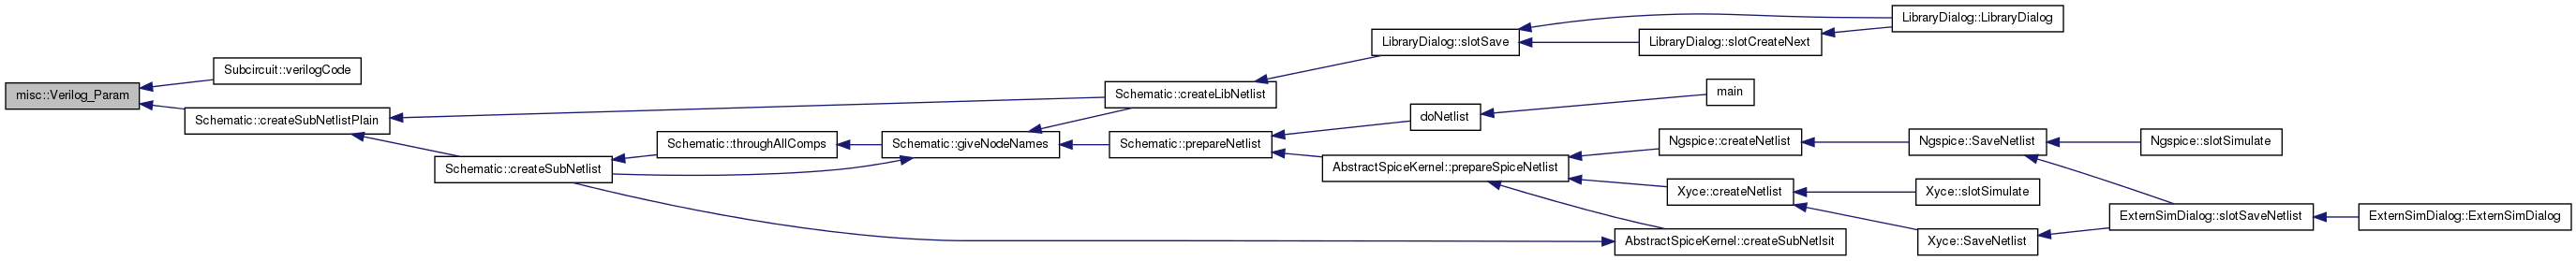 misc::Verilog_Param
Subcircuit::verilogCode
Schematic::createSubNetlistPlain
Schematic::createSubNetlist
Schematic::throughAllComps
Schematic::giveNodeNames
Schematic::createLibNetlist
Schematic::prepareNetlist
LibraryDialog::slotSave
LibraryDialog::slotCreateNext
LibraryDialog::LibraryDialog
doNetlist
main
AbstractSpiceKernel::prepareSpiceNetlist
Ngspice::createNetlist
Ngspice::SaveNetlist
Ngspice::slotSimulate
Xyce::createNetlist
Xyce::slotSimulate
Xyce::SaveNetlist
AbstractSpiceKernel::createSubNetlsit
ExternSimDialog::slotSaveNetlist
ExternSimDialog::ExternSimDialog